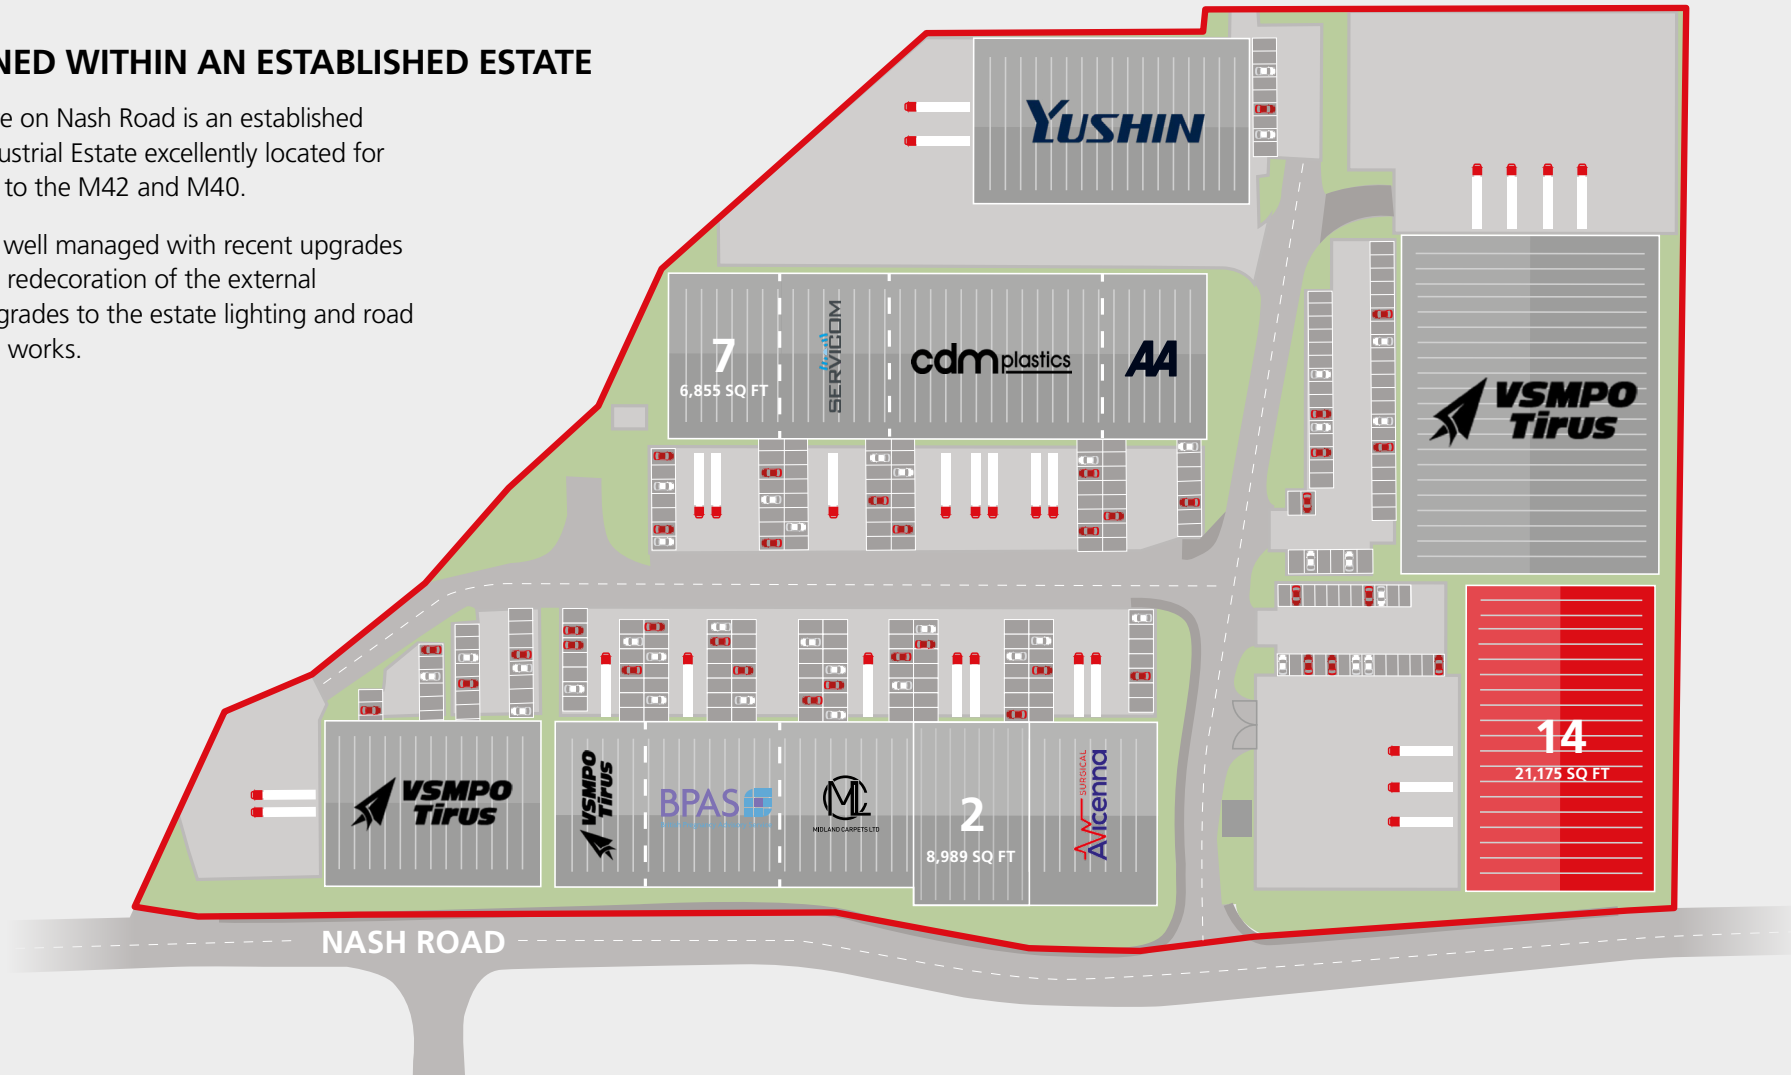 NED WITHIN AN ESTABLISHED ESTATE
e on Nash Road is an established
ustrial Estate excellently located for
to the M42 and M40.
well managed with recent upgrades
redecoration of the external
grades to the estate lighting and road
works.
YUSHIN
7
6,855 SQ FT
SERVICOM
cdm plastics
AA
VSMPO
Tirus
14
21,175 SQ FT
VSMPO
Tirus
VSMPO
Tirus
BPAS
MCL
MIDLAND CARPETS LTD
2
8,989 SQ FT
Avicenna
SURGICAL
NASH ROAD